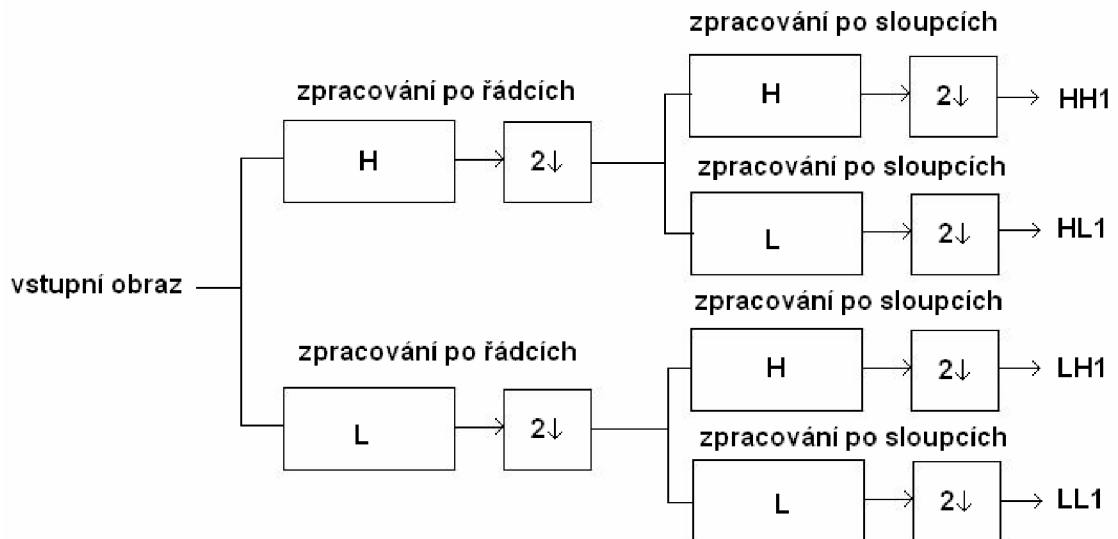 zpracování po sloupcích
H
2↓
HH1
zpracování po řádcích
H
2↓
zpracování po sloupcích
L
2↓
HL1
vstupní obraz
zpracování po sloupcích
H
2↓
LH1
zpracování po řádcích
L
2↓
zpracování po sloupcích
L
2↓
LL1